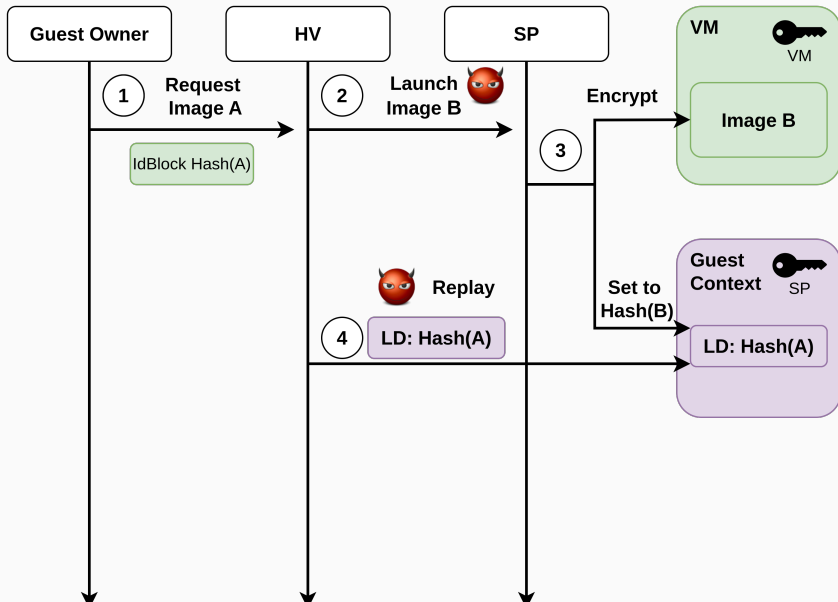 Guest Owner
HV
SP
VM
VM
1
Request
Image A
2
Launch
Image B
Encrypt
Image B
3
IdBlock Hash(A)
Guest
Context
SP
Replay
Set to
Hash(B)
4
LD: Hash(A)
LD: Hash(A)